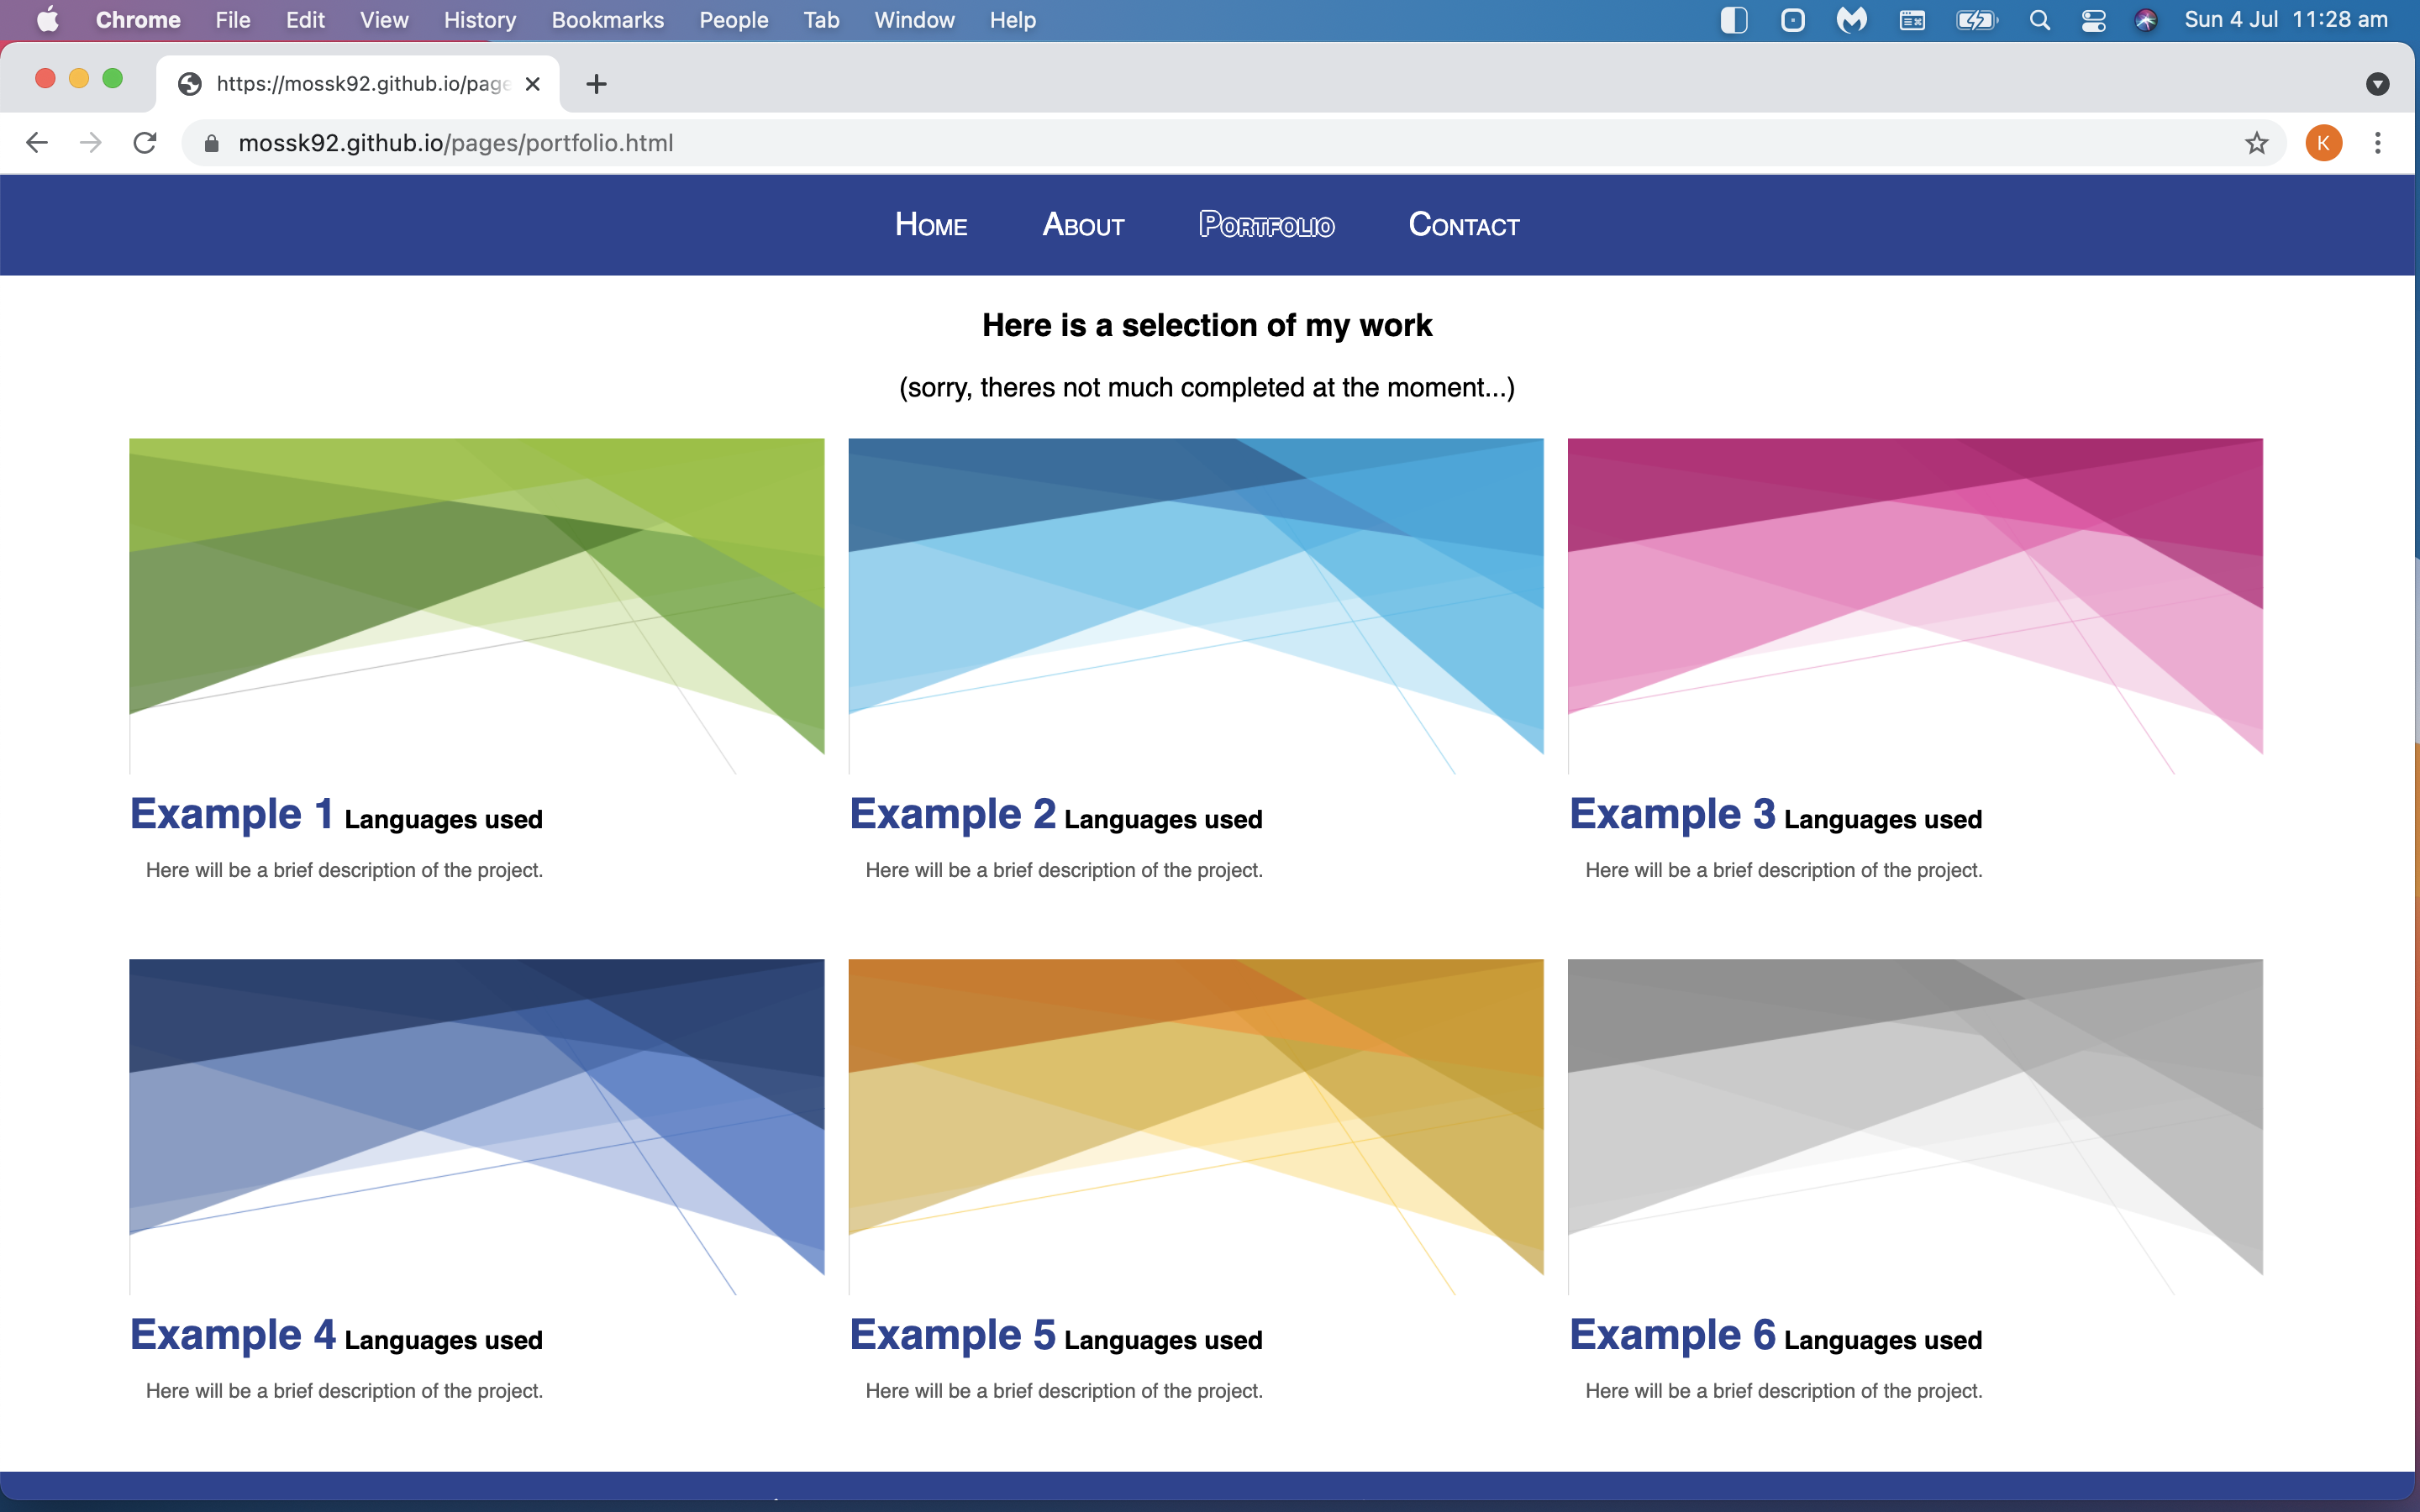 Chrome File Edit View History Bookmarks People Tab Window Help Sun 4 Jul 11:28 am
https://mossk92.github.io/page
mossk92.github.io/pages/portfolio.html K
Home About Portfolio Contact
Here is a selection of my work
(sorry, theres not much completed at the moment...)
Example 1 Languages used
Here will be a brief description of the project.
Example 2 Languages used
Here will be a brief description of the project.
Example 3 Languages used
Here will be a brief description of the project.
Example 4 Languages used
Here will be a brief description of the project.
Example 5 Languages used
Here will be a brief description of the project.
Example 6 Languages used
Here will be a brief description of the project.